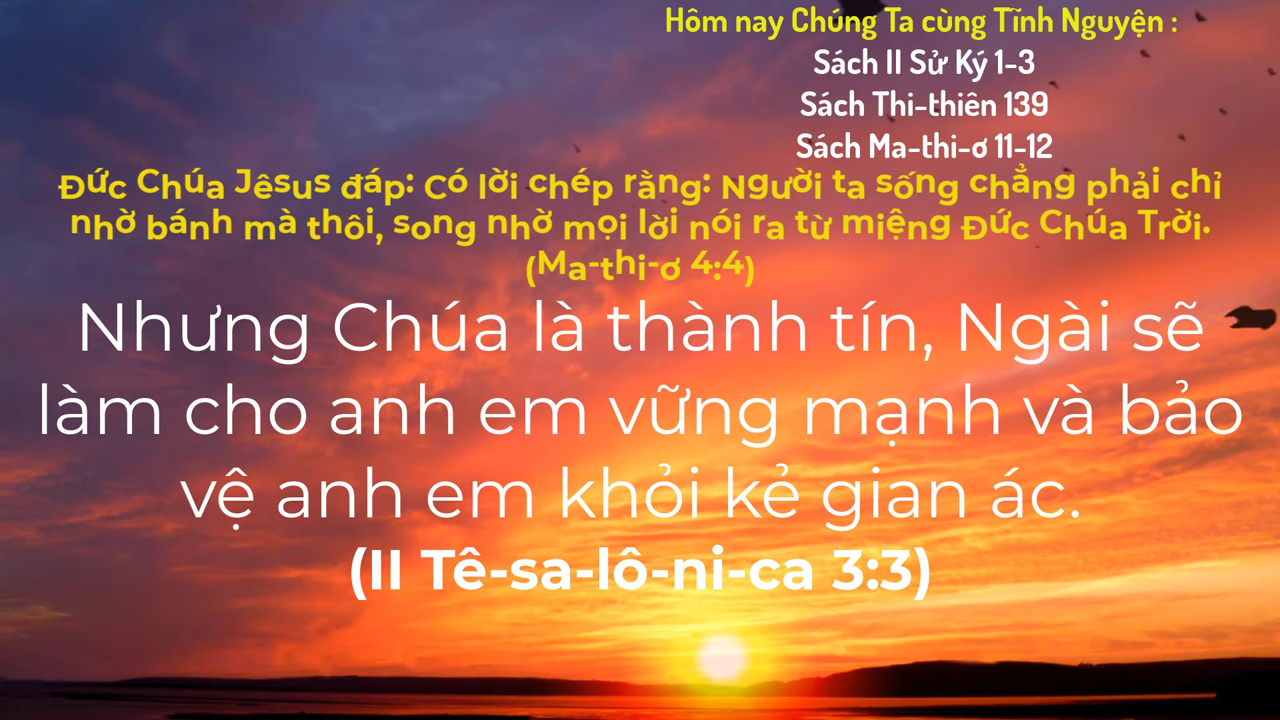 Hôm nay Chúng Ta cùng Tĩnh Nguyện :
Sách II Sử Ký 1-3
Sách Thi-thiên 139
Sách Ma-thi-ơ 11-12
Đức Chúa Jêsus đáp: Có lời chép rằng: Người ta sống chẳng phải chỉ
nhờ bánh mà thôi, song nhờ mọi lời nói ra từ miệng Đức Chúa Trời.
(Ma-thi-ơ 4:4)
Nhưng Chúa là thành tín, Ngài sẽ
làm cho anh em vững mạnh và bảo
vệ anh em khỏi kẻ gian ác.
(II Tê-sa-lô-ni-ca 3:3)